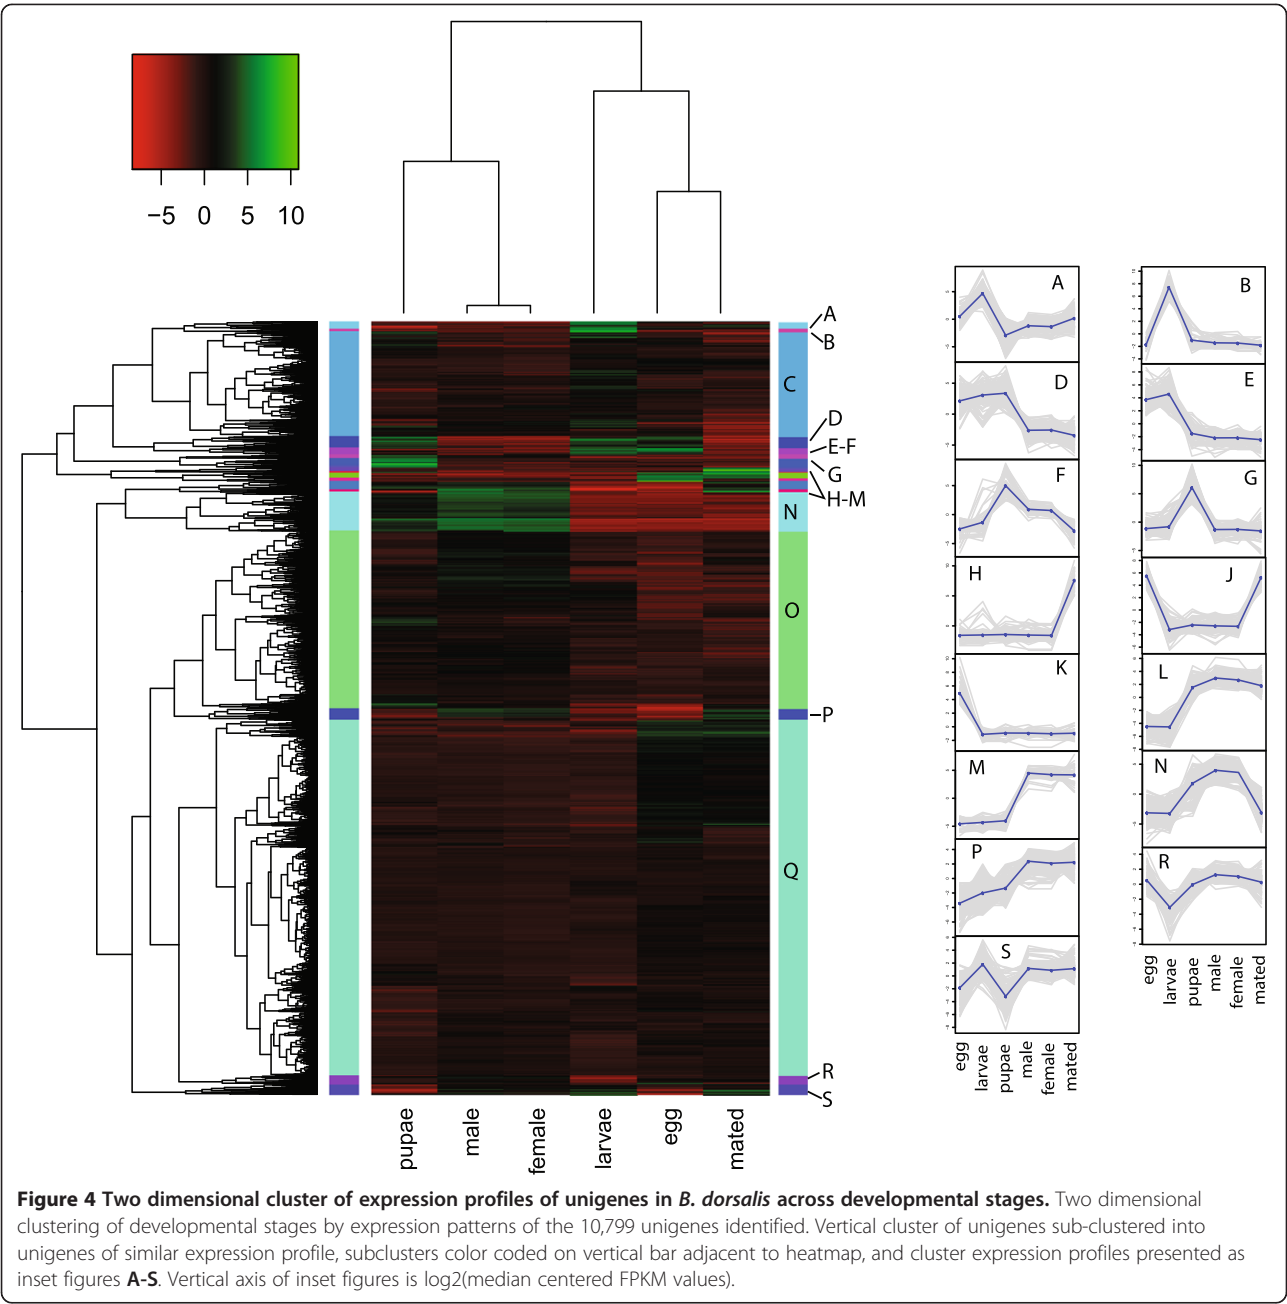 −5 0 5 10
A
B
C
D
E-F
G
H-M
N
O
P
Q
R
S
pupae
male
female
larvae
egg
mated
A
B
D
E
F
G
H
J
K
L
M
N
P
R
S
egg
larvae
pupae
male
female
mated
egg
larvae
pupae
male
female
mated
Figure 4 Two dimensional cluster of expression profiles of unigenes in B. dorsalis across developmental stages. Two dimensional
clustering of developmental stages by expression patterns of the 10,799 unigenes identified. Vertical cluster of unigenes sub-clustered into
unigenes of similar expression profile, subclusters color coded on vertical bar adjacent to heatmap, and cluster expression profiles presented as
inset figures A-S. Vertical axis of inset figures is log2(median centered FPKM values).